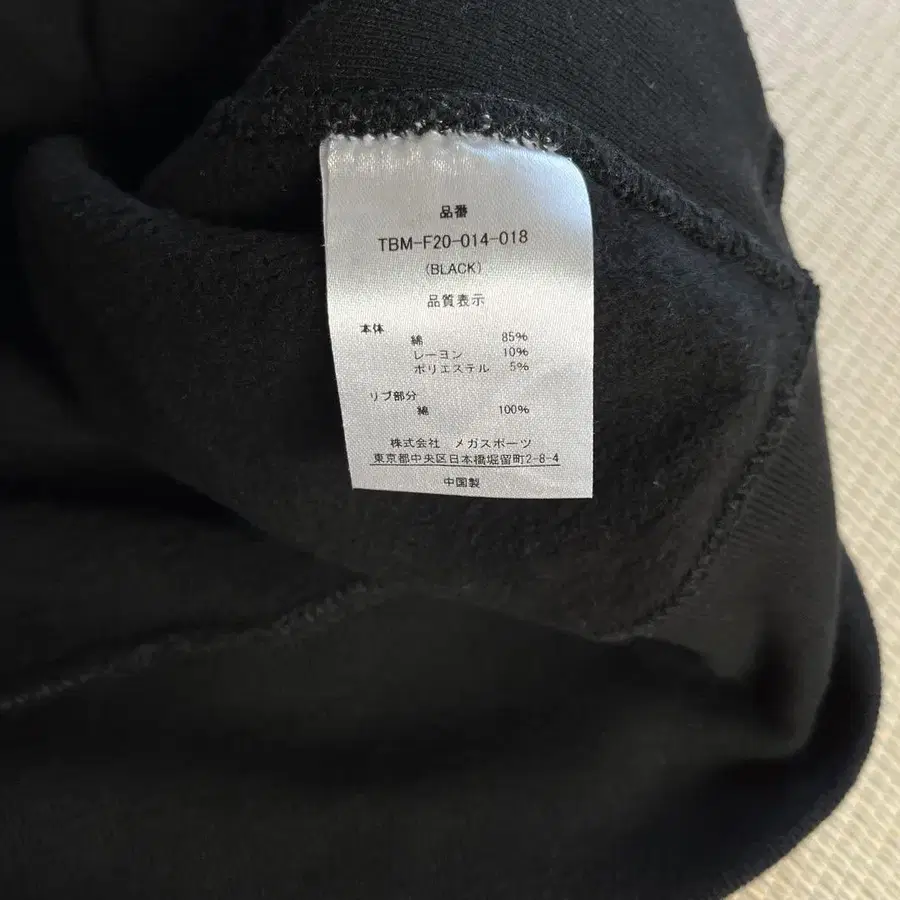 品番
TBM-F20-014-018
(BLACK)
品質表示
本体
綿 85%
レーヨン 10%
ポリエステル 5%
リブ部分
綿 100%
株式会社 メガスポーツ
東京都中央区日本橋堀留町2-8-4
中国製